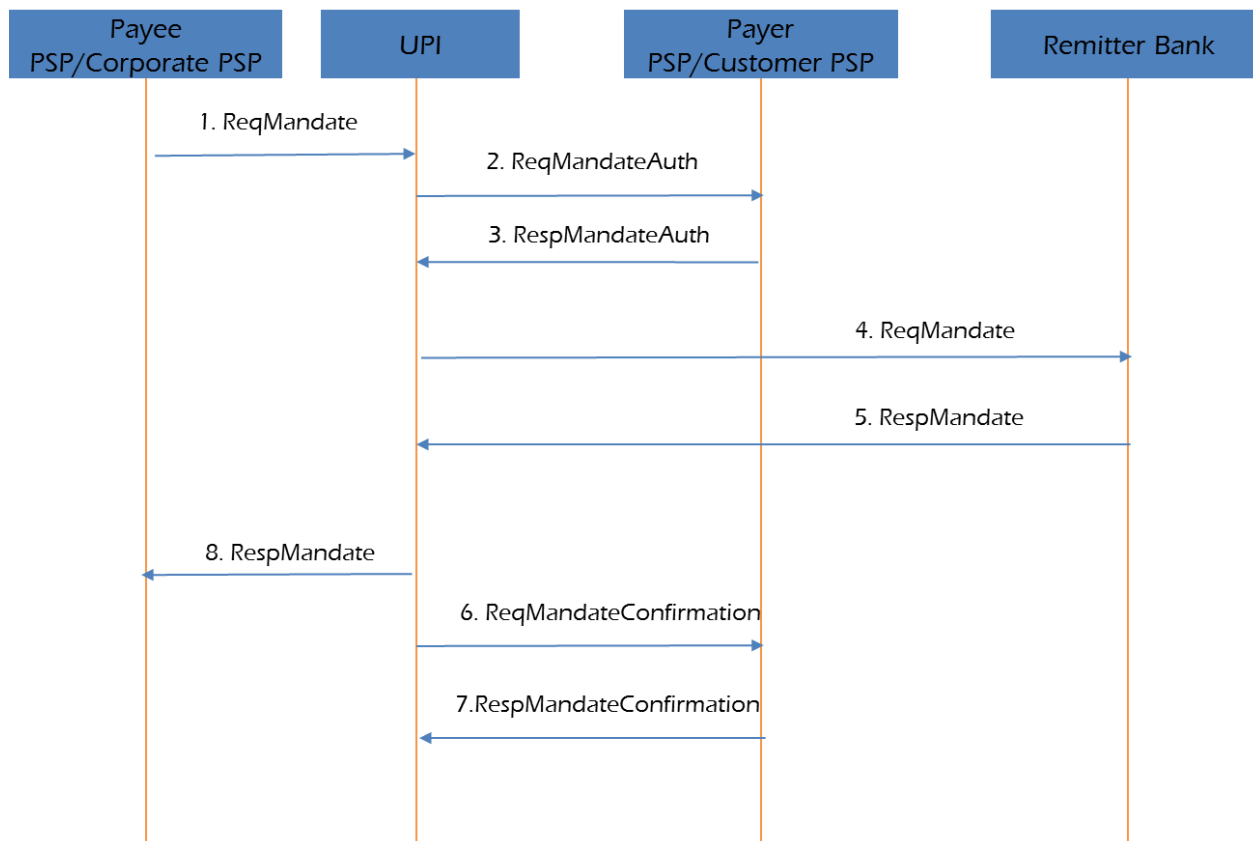 Payee
PSP/Corporate PSP
UPI
Payer
PSP/Customer PSP
Remitter Bank
1. ReqMandate
2. ReqMandateAuth
3. RespMandateAuth
4. ReqMandate
5. RespMandate
8. RespMandate
6. ReqMandateConfirmation
7.RespMandateConfirmation